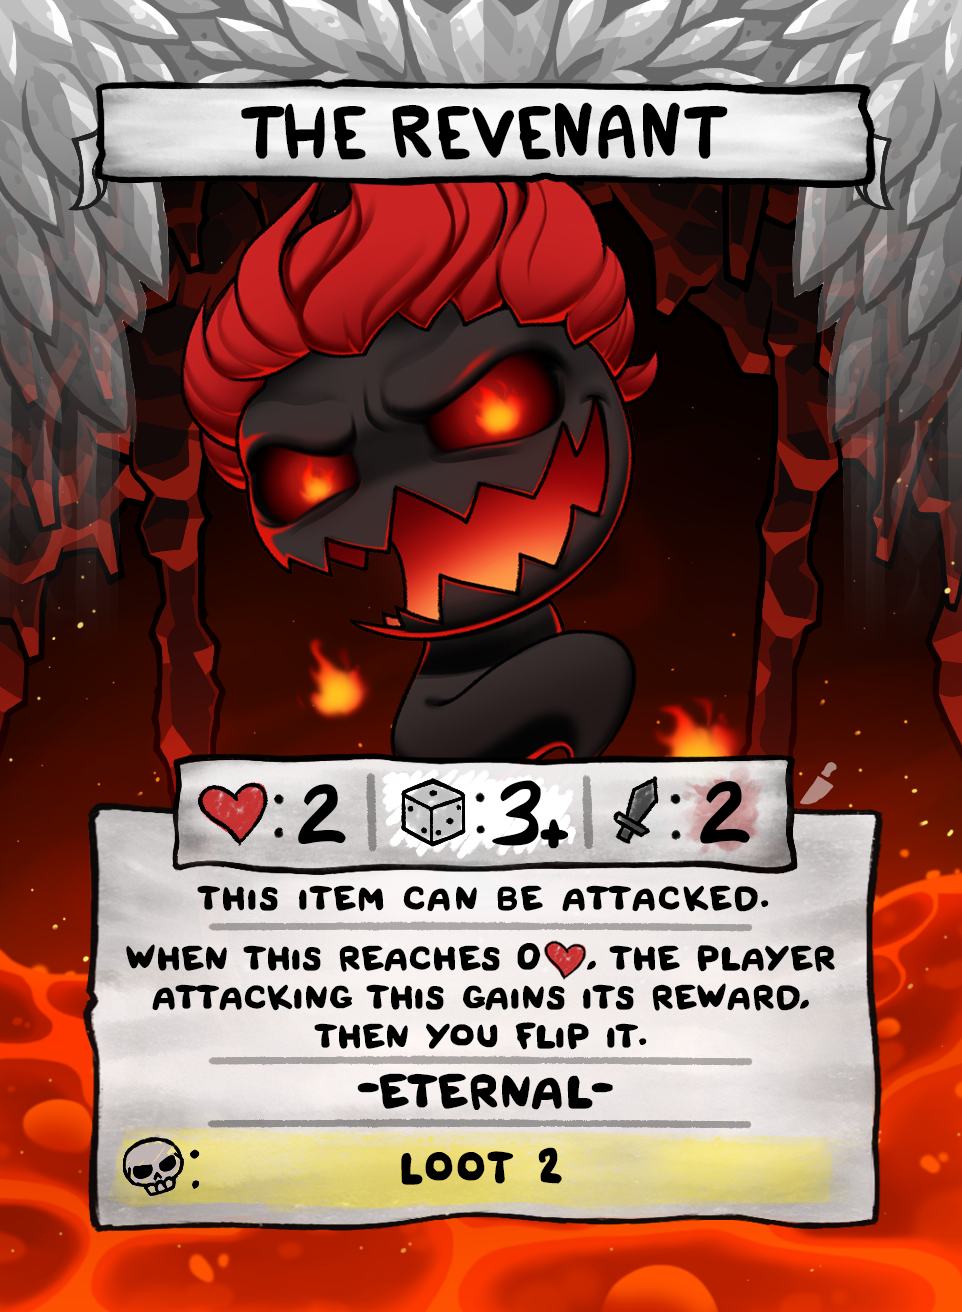 THE REVENANT
: 2 : 3+ : 2
THIS ITEM CAN BE ATTACKED.
WHEN THIS REACHES 0, THE PLAYER
ATTACKING THIS GAINS ITS REWARD.
THEN YOU FLIP IT.
-ETERNAL-
: LOOT 2